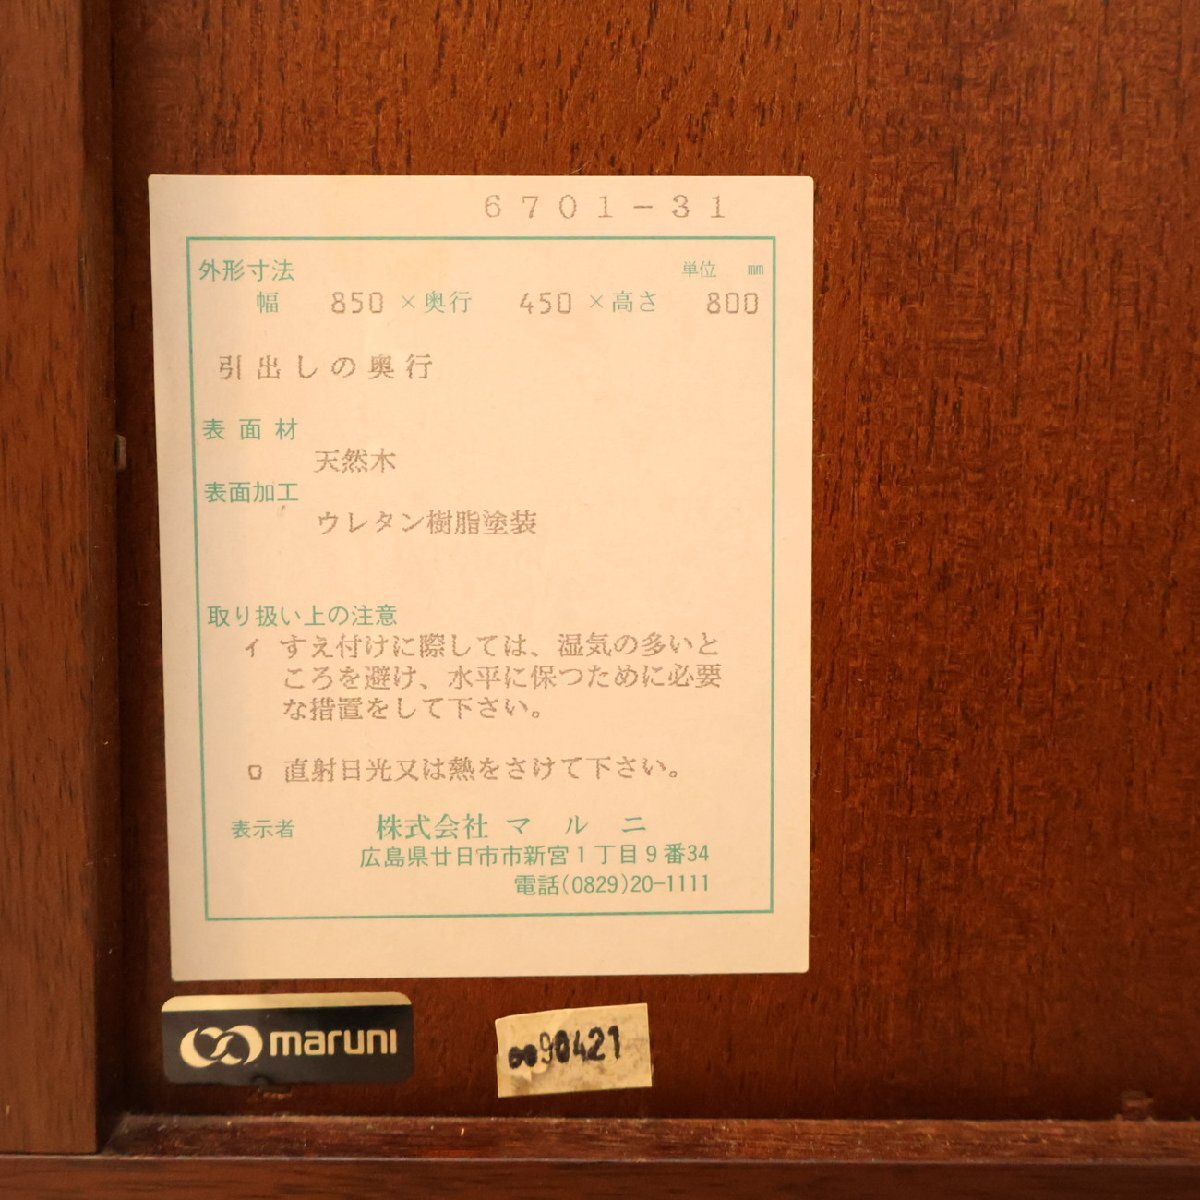 6701-31
外形寸法 単位 mm
幅 850 × 奥行 450 × 高さ 800
引出しの奥行
表面材
天然木
表面加工
ウレタン樹脂塗装
取り扱い上の注意
イ すえ付けに際しては、湿気の多いと
ころを避け、水平に保つために必要
な措置をして下さい。
ロ 直射日光又は熱をさけて下さい。
表示者 株式会社 マルニ
広島県廿日市市新宮1丁目9番34
電話(0829)20-1111
maruni
90421